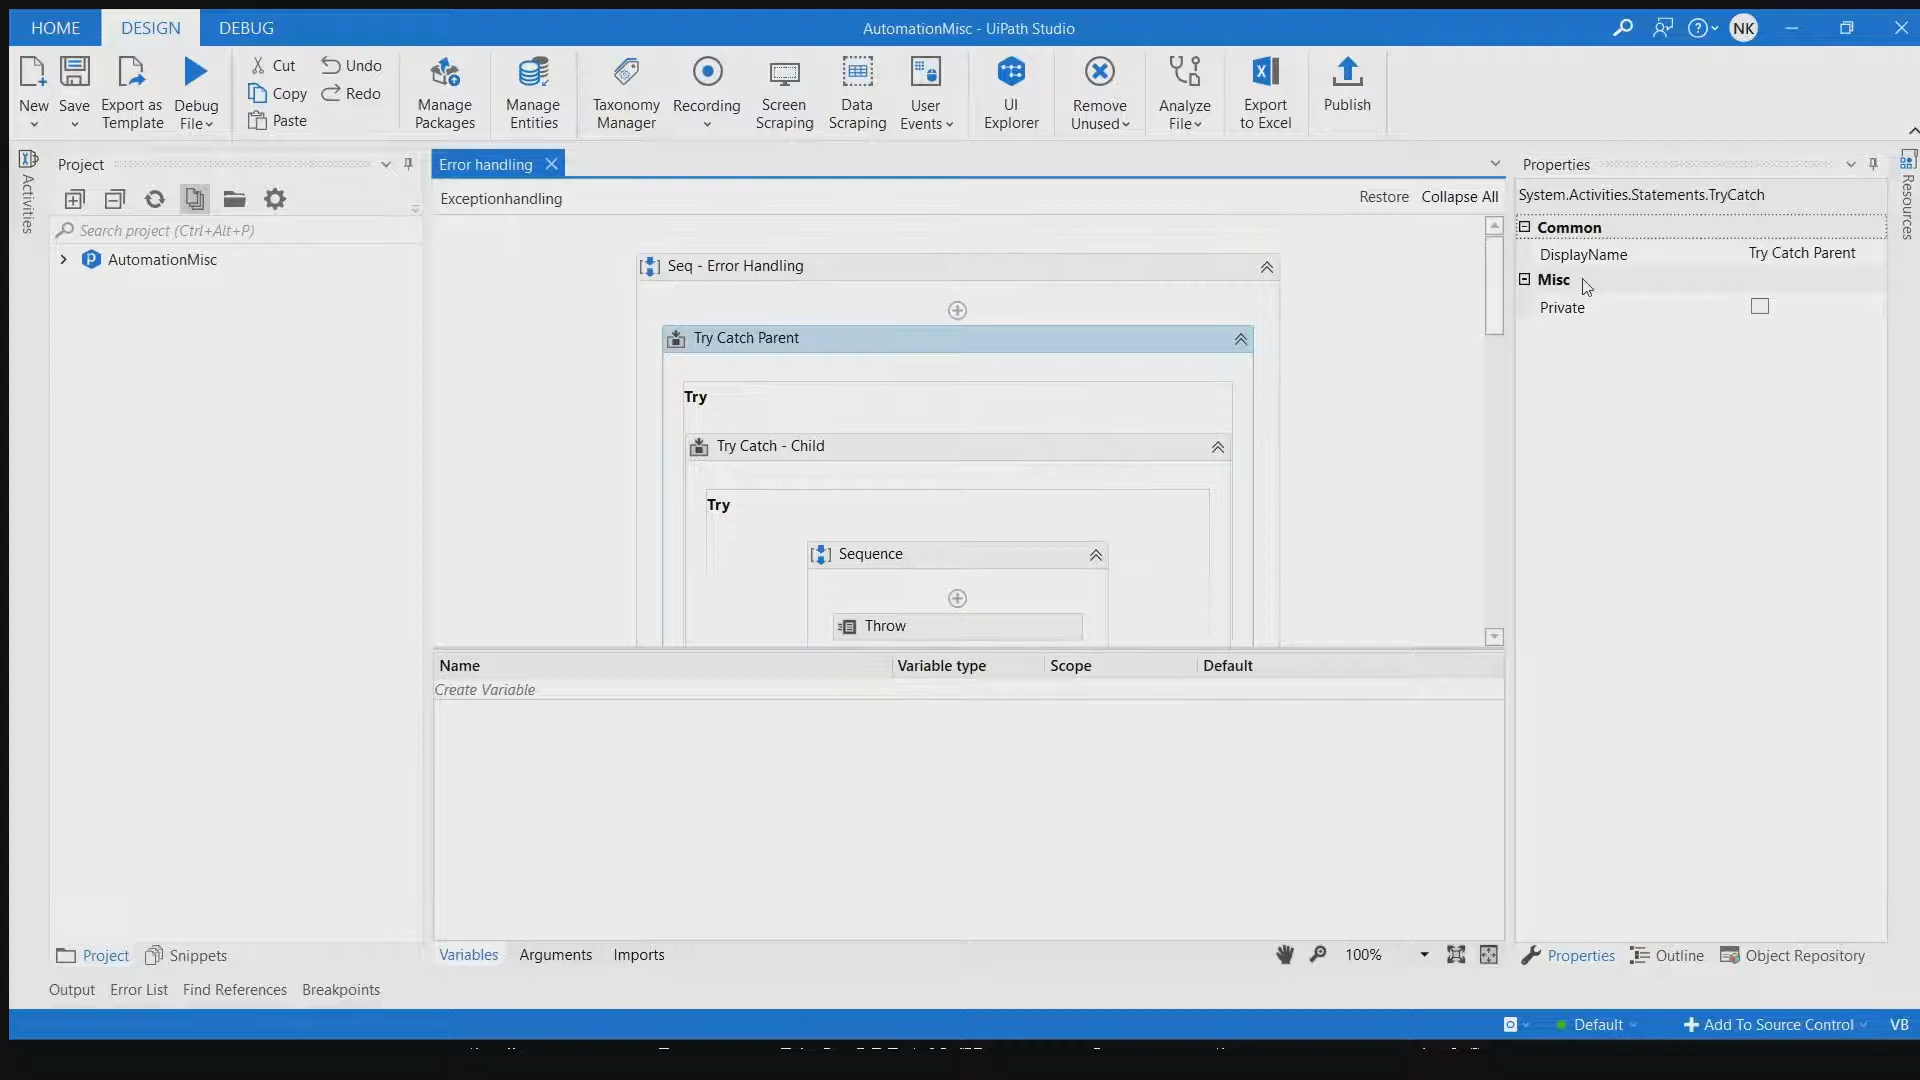 HOME DESIGN DEBUG AutomationMisc - UiPath Studio NK
New Save Export as Template Debug File Cut Copy Paste Undo Redo Manage Packages Manage Entities Taxonomy Manager Recording Screen Scraping Data Scraping User Events UI Explorer Remove Unused Analyze File Export to Excel Publish
Activities
Project
Search project (Ctrl+Alt+P)
AutomationMisc
Error handling
Exceptionhandling Restore Collapse All
Seq - Error Handling
Try Catch Parent
Try
Try Catch - Child
Try
Sequence
Throw
Name Variable type Scope Default
Create Variable
Variables Arguments Imports 100%
Properties
System.Activities.Statements.TryCatch
Common
DisplayName Try Catch Parent
Misc
Private
Resources
Project Snippets
Properties Outline Object Repository
Output Error List Find References Breakpoints
Default Add To Source Control VB